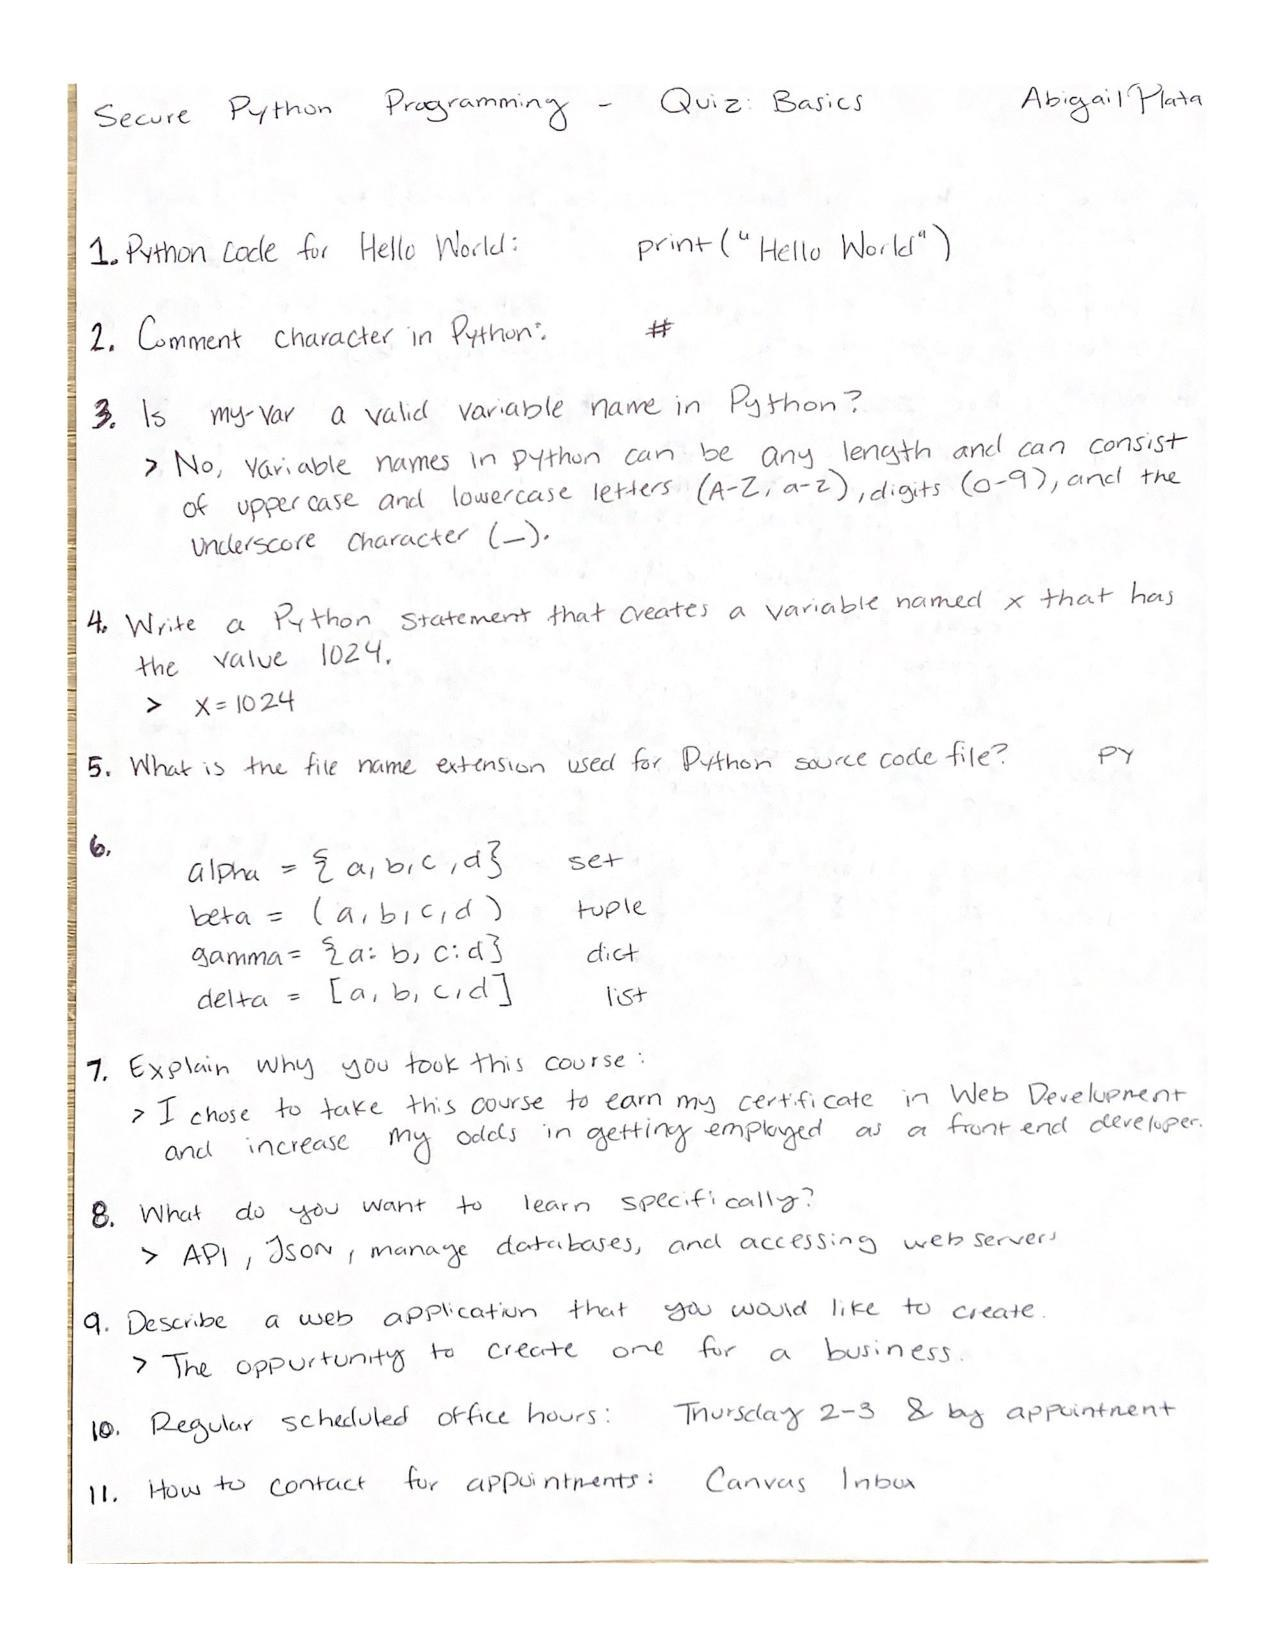 Secure Python Programming - Quiz: Basics Abigail Plata
1. Python Code for Hello World: print("Hello World")
2. Comment character in Python: #
3. Is my-var a valid variable name in Python?
> No, variable names in python can be any length and can consist
of uppercase and lowercase letters (A-Z, a-z), digits (0-9), and the
underscore character (_).
4. Write a Python statement that creates a variable named x that has
the value 1024.
> x=1024
5. What is the file name extension used for Python source code file? PY
6.
alpha = {a,b,c,d} set
beta = (a,b,c,d) tuple
gamma = {a: b, c:d} dict
delta = [a, b, c,d] list
7. Explain why you took this course:
> I chose to take this course to earn my certificate in Web Development
and increase my odds in getting employed as a front end developer.
8. What do you want to learn specifically?
> API, JSON, manage databases, and accessing web servers
9. Describe a web application that you would like to create.
> The oppurtunity to create one for a business.
10. Regular scheduled office hours: Thursday 2-3 & by appointment
11. How to contact for appointments: Canvas Inbox